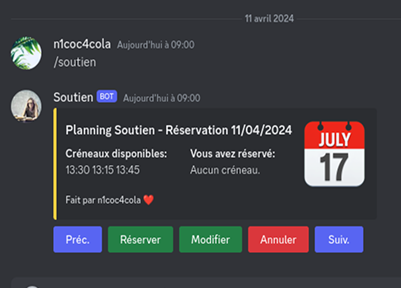 11 avril 2024
n1coc4cola Aujourd'hui à 09:00
/soutien
Soutien BOT Aujourd'hui à 09:00
Planning Soutien - Réservation 11/04/2024
Créneaux disponibles:
13:30 13:15 13:45
Vous avez réservé:
Aucun créneau.
JULY
17
Fait par n1coc4cola ❤️
Préc.
Réserver
Modifier
Annuler
Suiv.